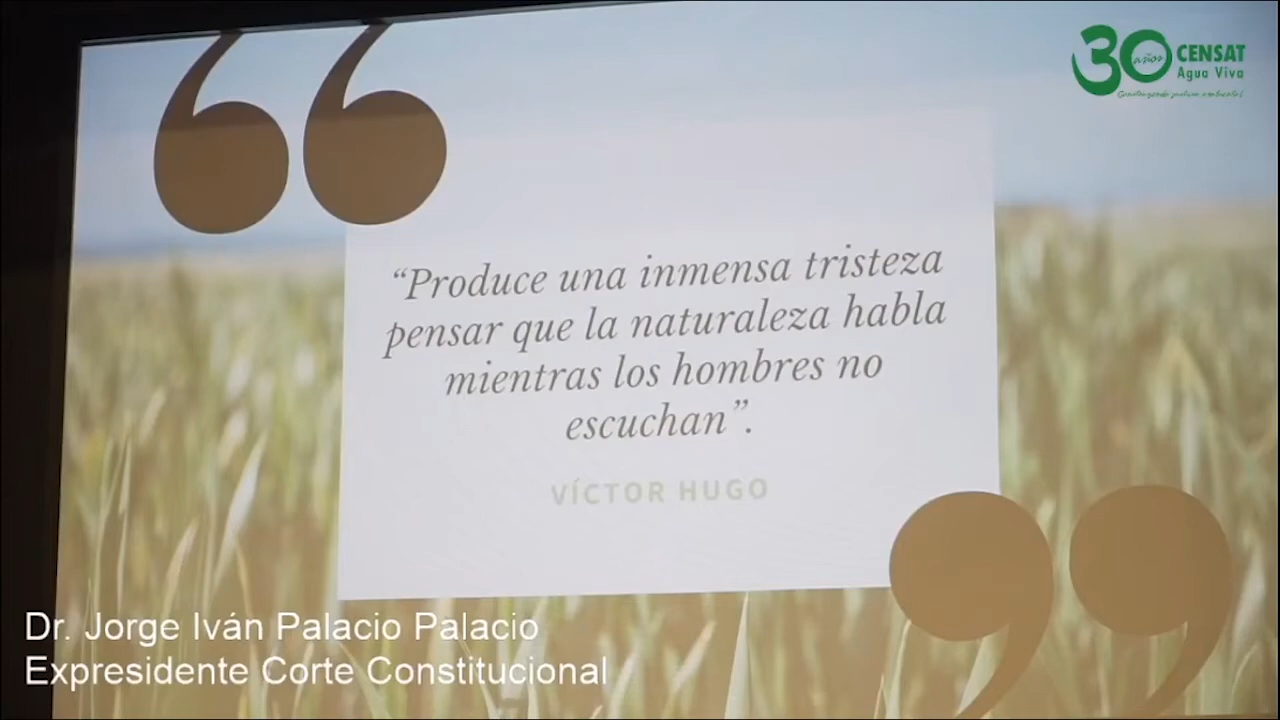 30
años
CENSAT
Agua Viva
“Produce una inmensa tristeza
pensar que la naturaleza habla
mientras los hombres no
escuchan”.
VÍCTOR HUGO
Dr. Jorge Iván Palacio Palacio
Expresidente Corte Constitucional